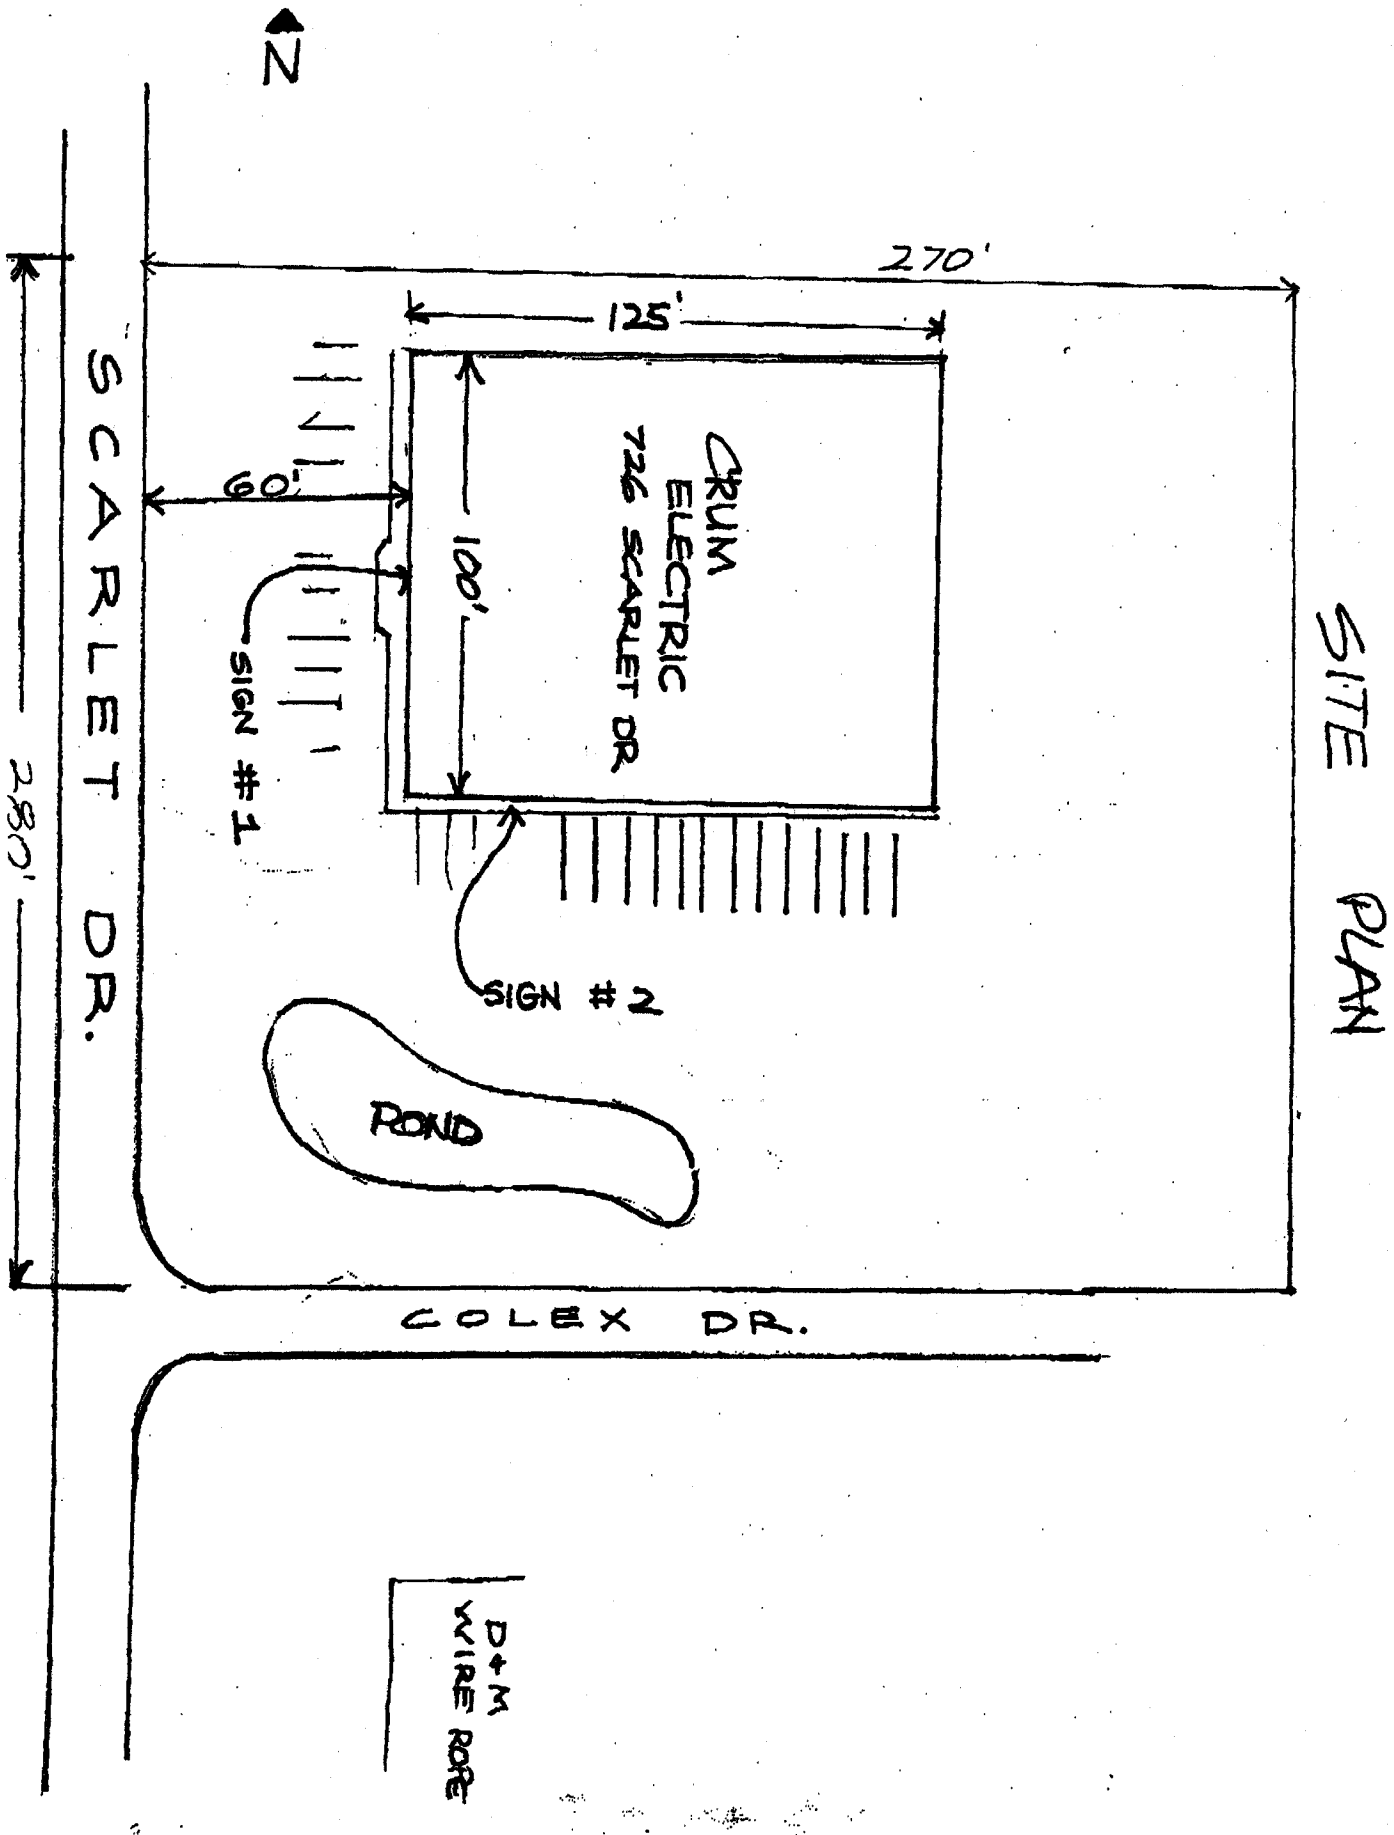 SITE PLAN
N
270'
125'
CRUM
ELECTRIC
726 SCARLET DR
100'
60'
SIGN #1
SIGN #2
SCARLET DR.
280'
POND
COLEX DR.
D+M
WIRE ROPE